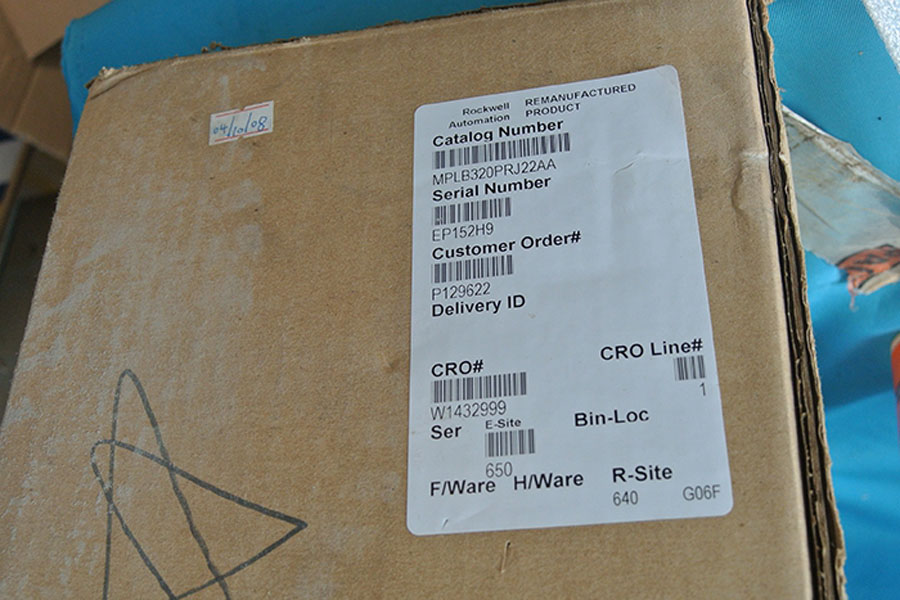 04/10/08
Rockwell Automation REMANUFACTURED PRODUCT
Catalog Number
MPLB320PRJ22AA
Serial Number
EP152H9
Customer Order#
P129622
Delivery ID
CRO# CRO Line#
W1432999 1
Ser E-Site Bin-Loc
650
F/Ware H/Ware R-Site
640 G06F